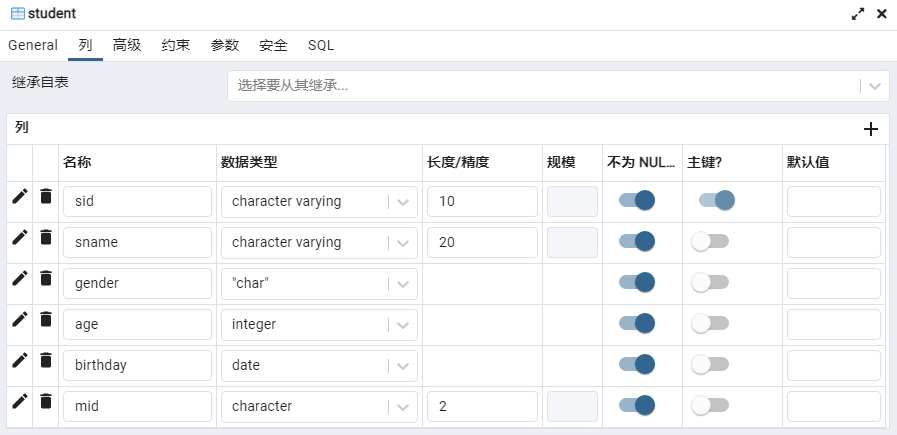 student
General 列 高级 约束 参数 安全 SQL
继承自表 选择要从其继承...
列
名称 数据类型 长度/精度 规模 不为 NUL... 主键? 默认值
sid character varying 10
sname character varying 20
gender "char"
age integer
birthday date
mid character 2